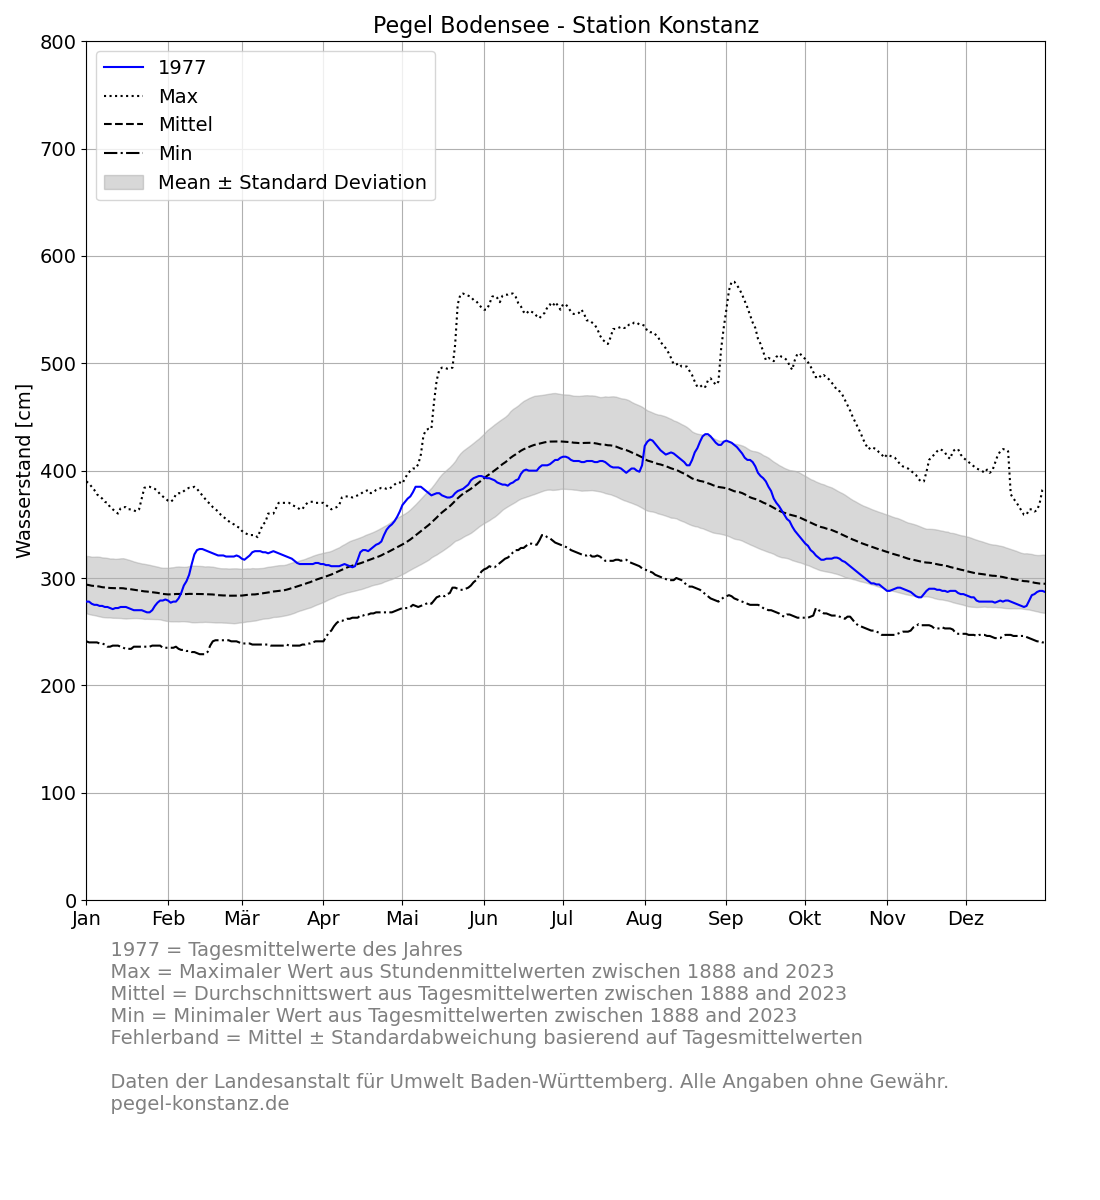 Pegel Bodensee - Station Konstanz
800
700
600
500
400
300
200
100
0
Wasserstand [cm]
1977
Max
Mittel
Min
Mean ± Standard Deviation
Jan Feb Mär Apr Mai Jun Jul Aug Sep Okt Nov Dez
1977 = Tagesmittelwerte des Jahres
Max = Maximaler Wert aus Stundenmittelwerten zwischen 1888 and 2023
Mittel = Durchschnittswert aus Tagesmittelwerten zwischen 1888 and 2023
Min = Minimaler Wert aus Tagesmittelwerten zwischen 1888 and 2023
Fehlerband = Mittel ± Standardabweichung basierend auf Tagesmittelwerten
Daten der Landesanstalt für Umwelt Baden-Württemberg. Alle Angaben ohne Gewähr.
pegel-konstanz.de